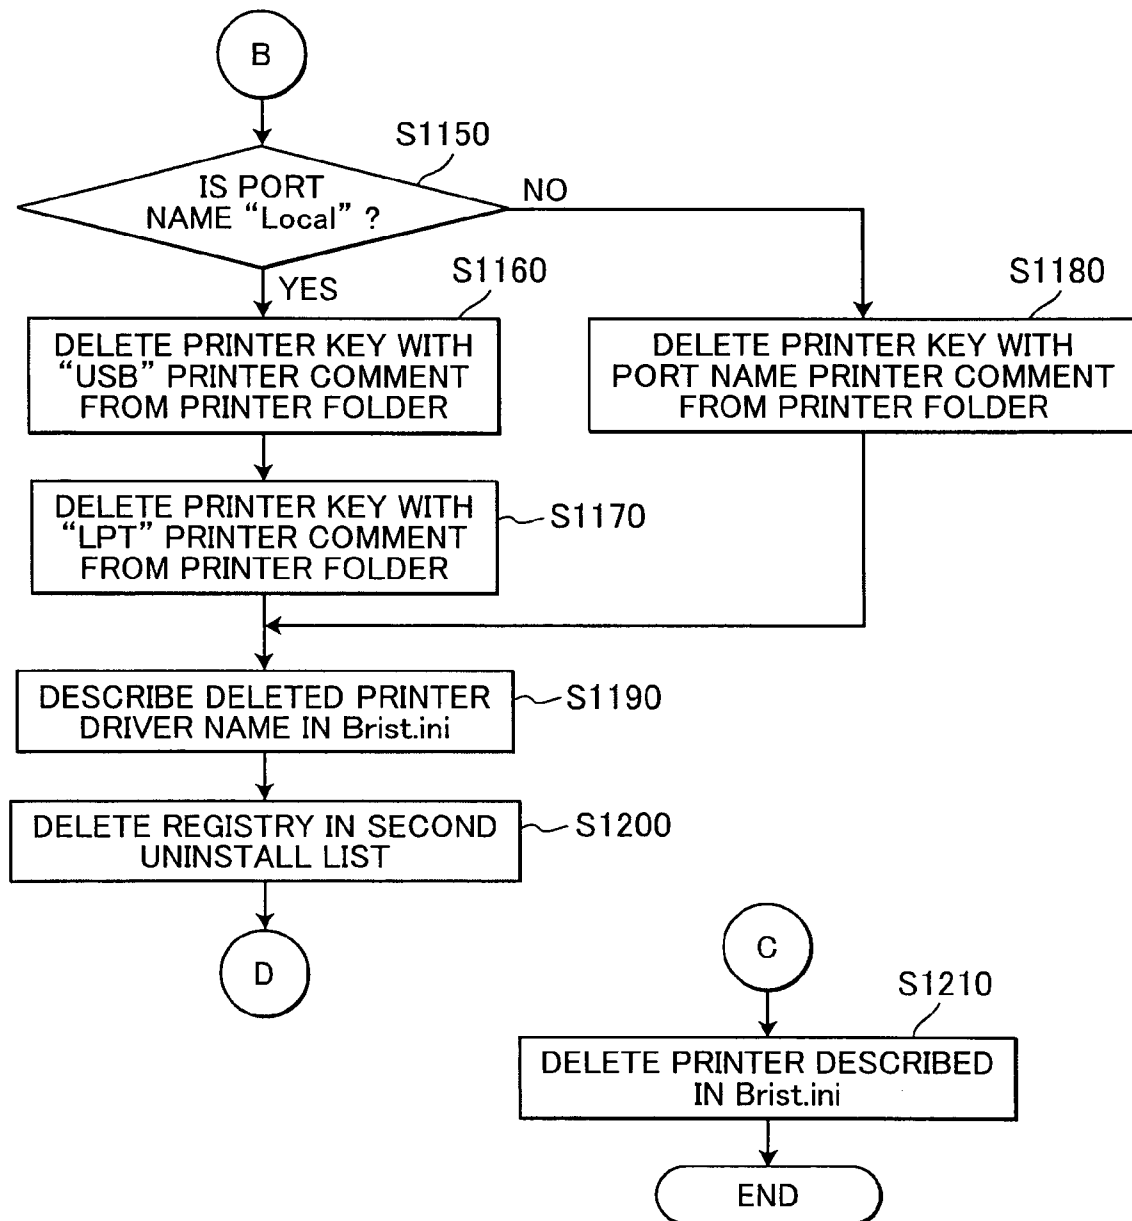 B
S1150
IS PORT
NAME “Local” ?
NO
YES
S1160
DELETE PRINTER KEY WITH
“USB” PRINTER COMMENT
FROM PRINTER FOLDER
S1180
DELETE PRINTER KEY WITH
PORT NAME PRINTER COMMENT
FROM PRINTER FOLDER
DELETE PRINTER KEY WITH
“LPT” PRINTER COMMENT
FROM PRINTER FOLDER
S1170
DESCRIBE DELETED PRINTER
DRIVER NAME IN Brist.ini
S1190
DELETE REGISTRY IN SECOND
UNINSTALL LIST
S1200
D
C
S1210
DELETE PRINTER DESCRIBED
IN Brist.ini
END